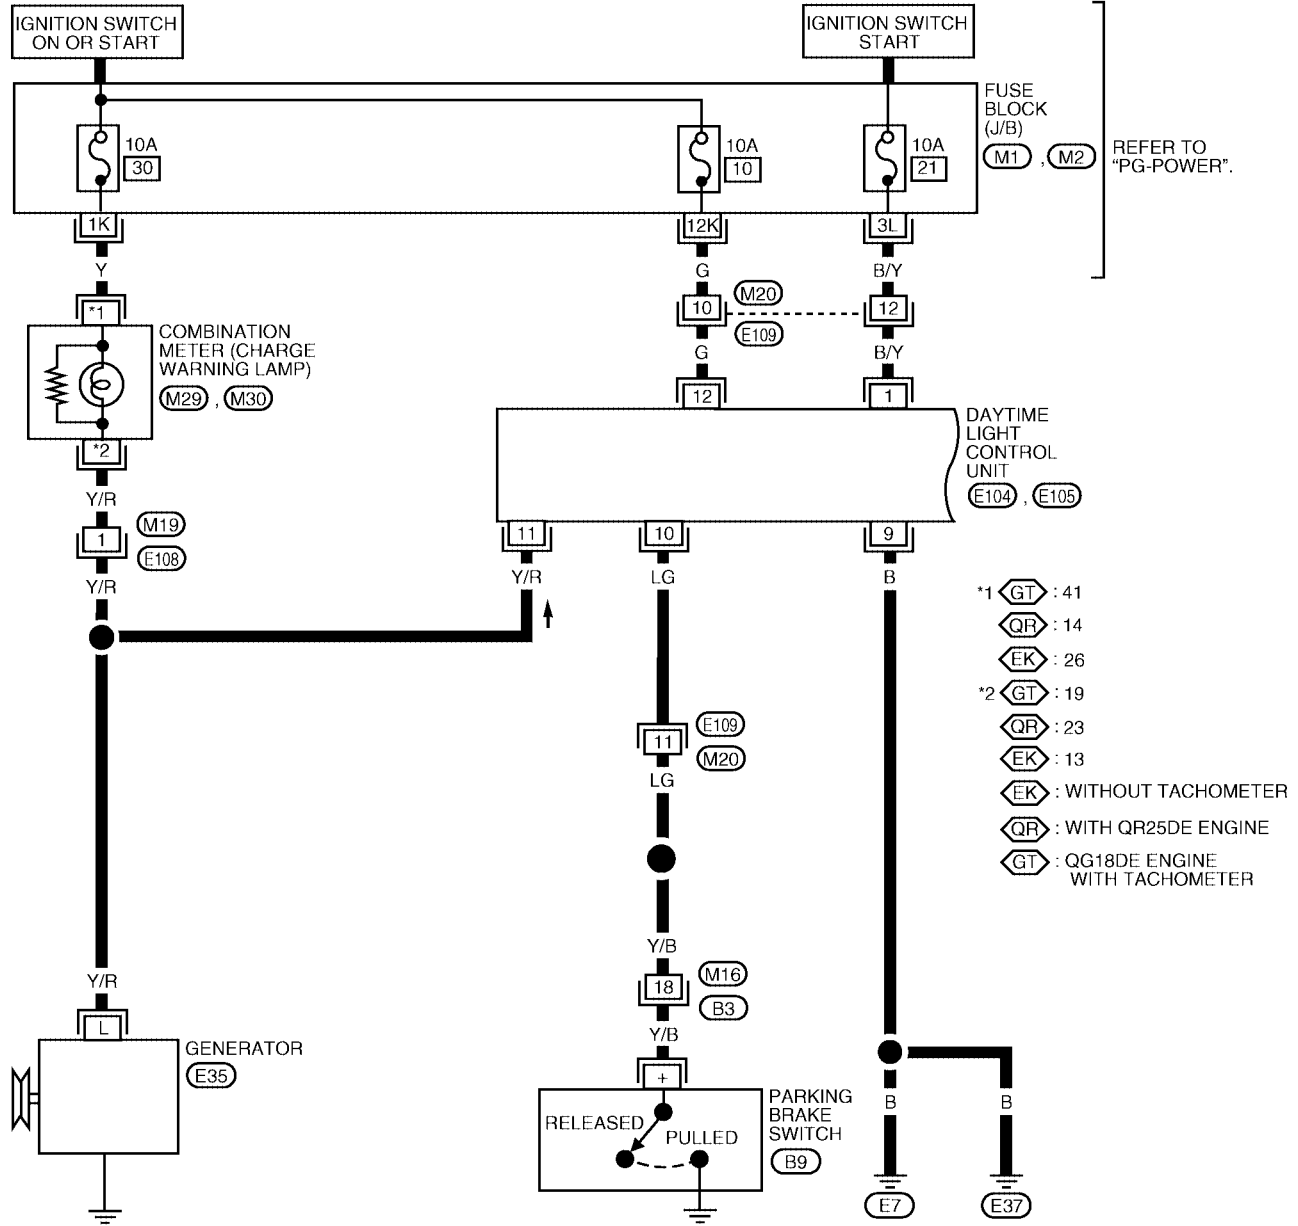 IGNITION SWITCH
ON OR START
IGNITION SWITCH
START
FUSE
BLOCK
(J/B)
M1 , M2
REFER TO
"PG-POWER".
10A
30
10A
10
10A
21
1K
12K
3L
Y
G
B/Y
*1
10
M20
E109
12
G
B/Y
COMBINATION
METER (CHARGE
WARNING LAMP)
M29 , M30
12
1
DAYTIME
LIGHT
CONTROL
UNIT
E104 , E105
*2
Y/R
1
M19
E108
Y/R
11
10
9
Y/R
LG
B
*1 GT : 41
QR : 14
EK : 26
*2 GT : 19
QR : 23
EK : 13
EK : WITHOUT TACHOMETER
QR : WITH QR25DE ENGINE
GT : QG18DE ENGINE
WITH TACHOMETER
11
E109
M20
LG
Y/B
18
M16
B3
Y/B
Y/R
L
GENERATOR
E35
+
RELEASED
PULLED
PARKING
BRAKE
SWITCH
B9
B
B
E7
E37